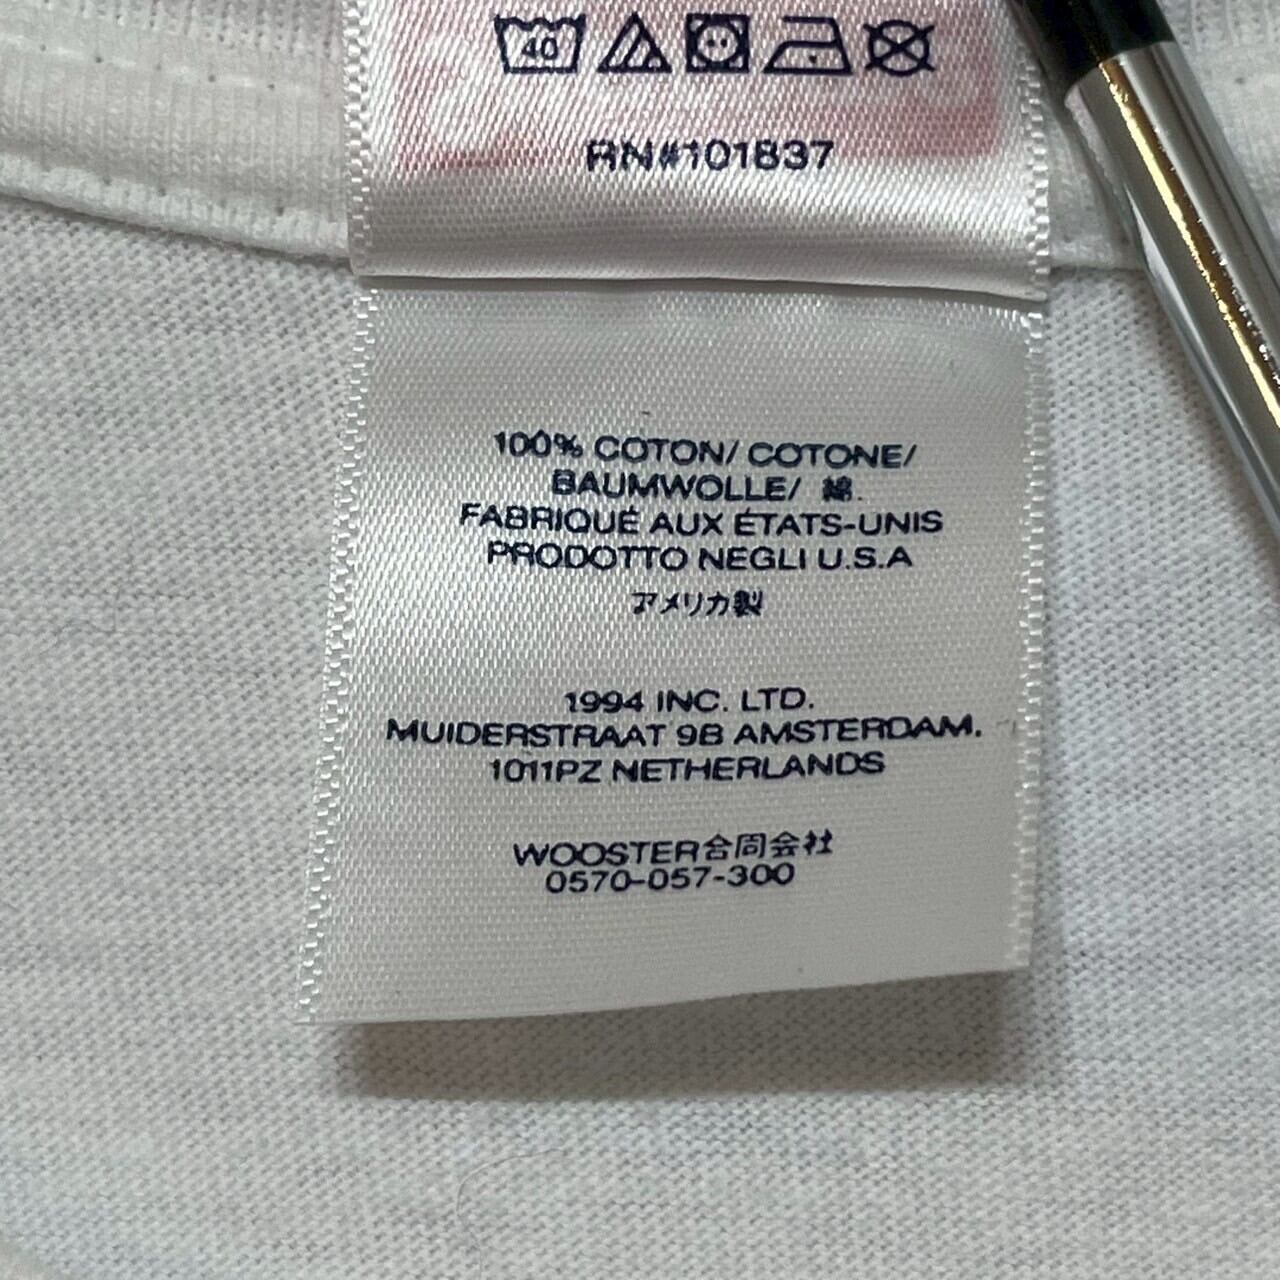 40
RN#101837
100% COTON/ COTONE/
BAUMWOLLE/ 綿.
FABRIQUÉ AUX ÉTATS-UNIS
PRODOTTO NEGLI U.S.A
アメリカ製
1994 INC. LTD.
MUIDERSTRAAT 9B AMSTERDAM.
1011PZ NETHERLANDS
WOOSTER合同会社
0570-057-300